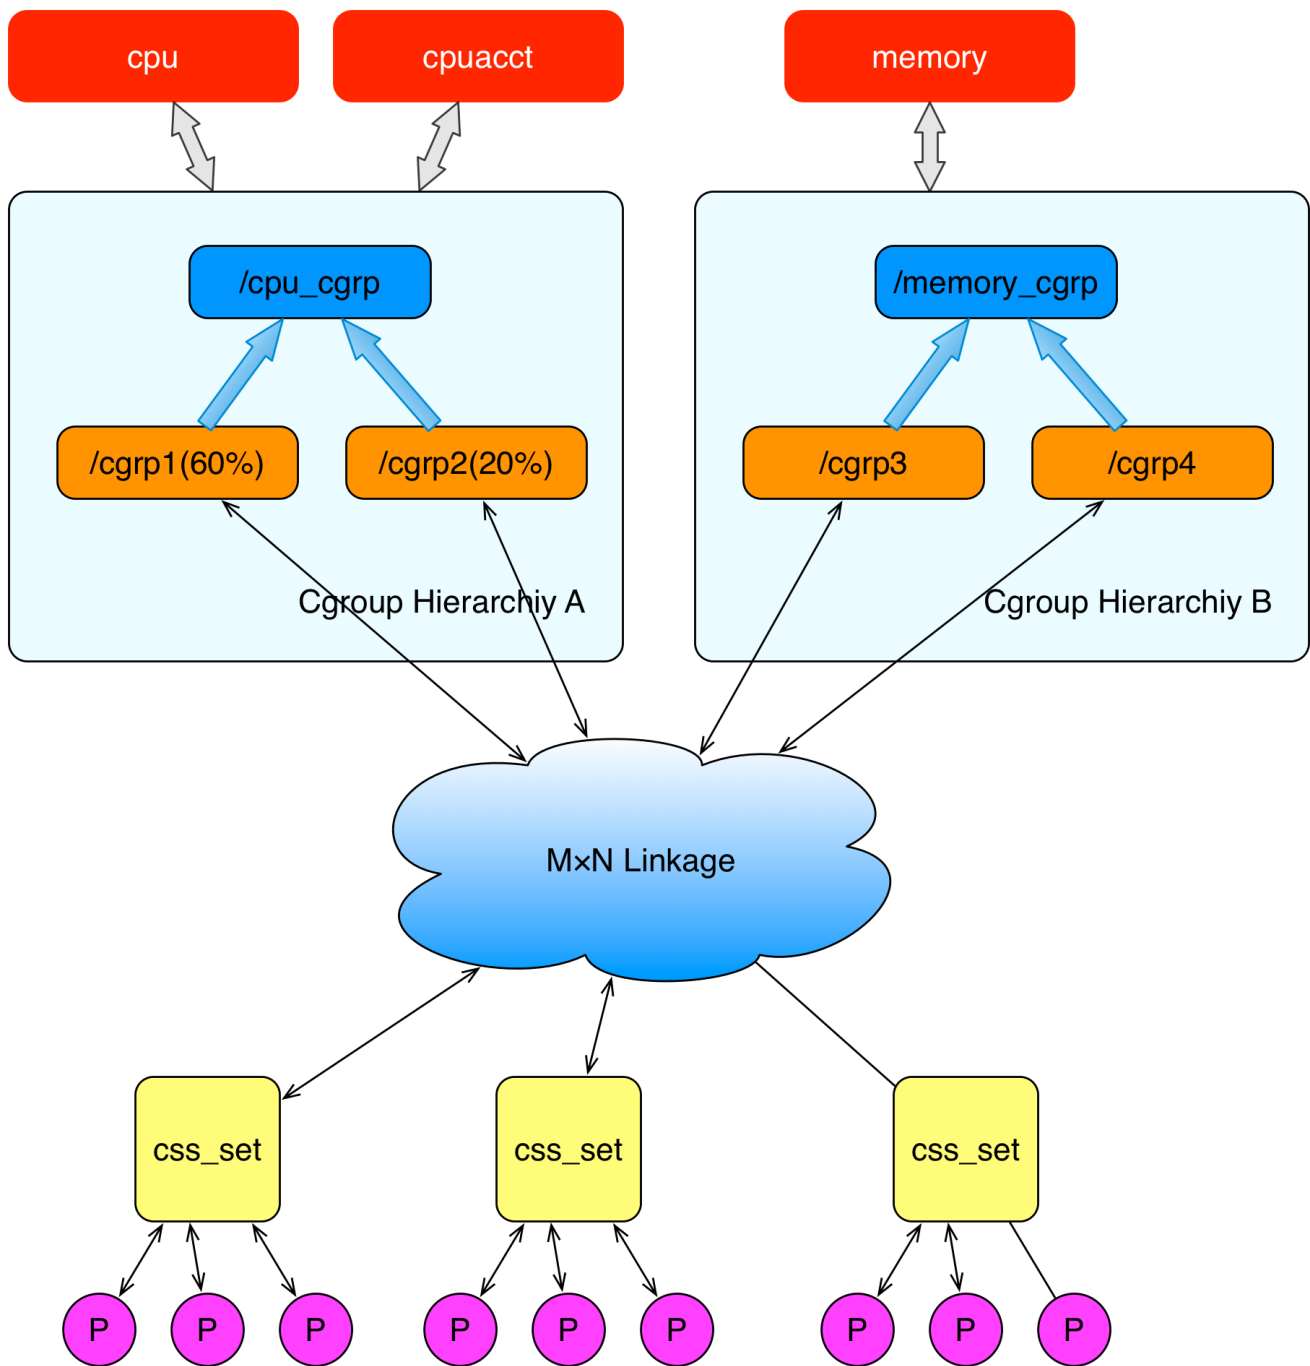 cpu
cpuacct
memory
/cpu_cgrp
/memory_cgrp
/cgrp1(60%)
/cgrp2(20%)
/cgrp3
/cgrp4
Cgroup Hierarchiy A
Cgroup Hierarchiy B
M×N Linkage
css_set
css_set
css_set
P
P
P
P
P
P
P
P
P